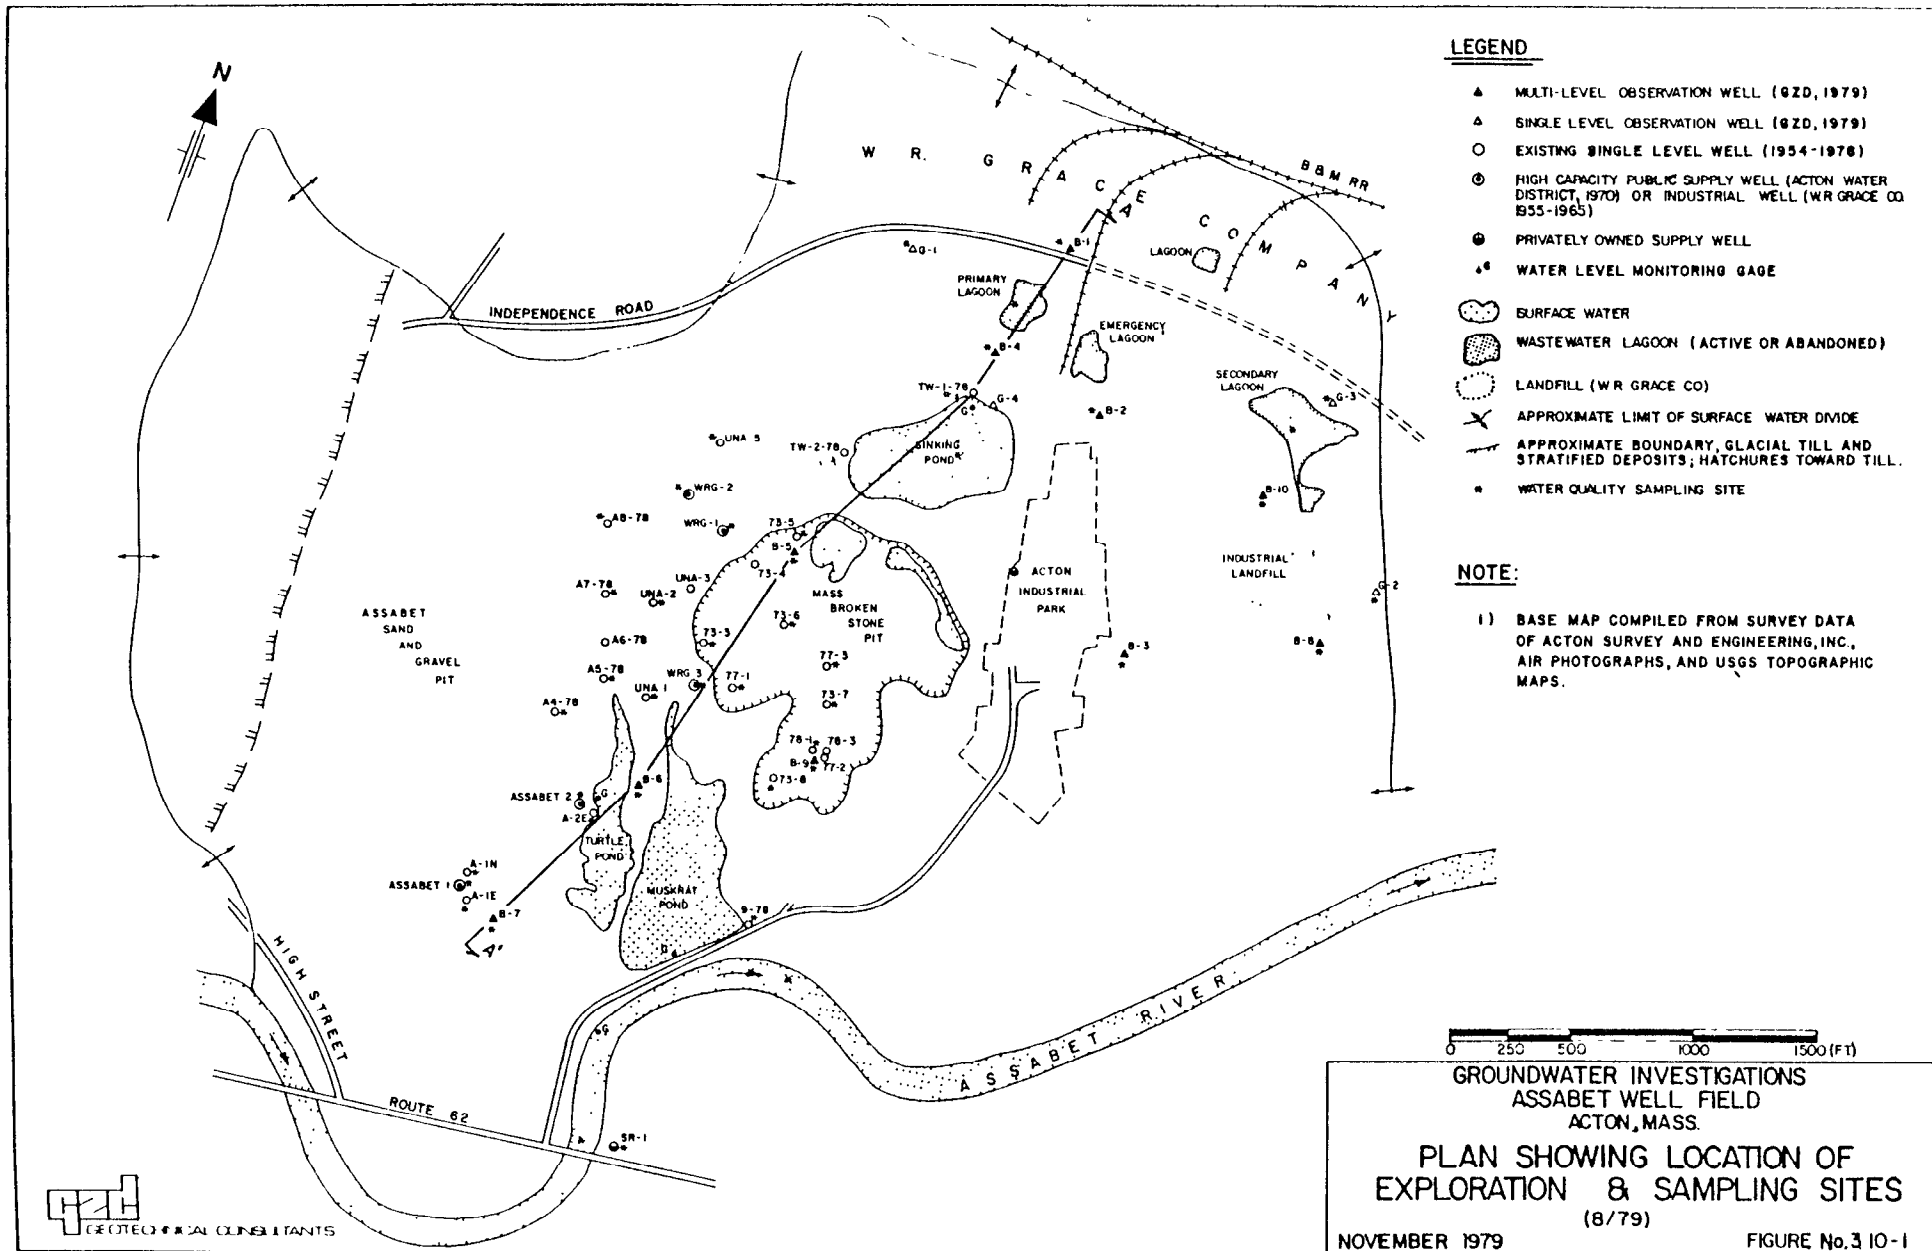 N
W. R. GRACE COMPANY
B & M RR
INDEPENDENCE ROAD
G-1
B-1
A
LAGOON
PRIMARY
LAGOON
EMERGENCY
LAGOON
B-4
TW-1-78
G
G-4
B-2
SECONDARY
LAGOON
G-3
UNA 5
TW-2-78
SINKING
POND
WRG-2
B-10
A8-78
WRG-1
73-5
B-5
73-4
INDUSTRIAL
LANDFILL
ACTON
INDUSTRIAL
PARK
MASS
BROKEN
STONE
PIT
A7-78
UNA-2
UNA-3
G-2
ASSABET
SAND
AND
GRAVEL
PIT
73-6
73-3
A6-78
77-3
B-3
B-8
A5-78
UNA 1
WRG 3
77-1
73-7
A4-78
78-1
78-3
B-9
77-2
73-8
B-6
ASSABET 2
G
A-2E
TURTLE
POND
A-1N
ASSABET 1
A-1E
B-7
MUSKRAT
POND
9-78
A'
G
HIGH STREET
G
ASSABET RIVER
ROUTE 62
SR-1
LEGEND
MULTI-LEVEL OBSERVATION WELL (GZD, 1979)
SINGLE LEVEL OBSERVATION WELL (GZD, 1979)
EXISTING SINGLE LEVEL WELL (1954-1978)
HIGH CAPACITY PUBLIC SUPPLY WELL (ACTON WATER
DISTRICT, 1970) OR INDUSTRIAL WELL (W.R GRACE CO.
1955-1965)
PRIVATELY OWNED SUPPLY WELL
G WATER LEVEL MONITORING GAGE
SURFACE WATER
WASTEWATER LAGOON (ACTIVE OR ABANDONED)
LANDFILL (W R GRACE CO)
APPROXIMATE LIMIT OF SURFACE WATER DIVIDE
APPROXIMATE BOUNDARY, GLACIAL TILL AND
STRATIFIED DEPOSITS; HATCHURES TOWARD TILL.
* WATER QUALITY SAMPLING SITE
NOTE:
1) BASE MAP COMPILED FROM SURVEY DATA
OF ACTON SURVEY AND ENGINEERING, INC.,
AIR PHOTOGRAPHS, AND USGS TOPOGRAPHIC
MAPS.
0 250 500 1000 1500 (FT)
GROUNDWATER INVESTIGATIONS
ASSABET WELL FIELD
ACTON, MASS.
PLAN SHOWING LOCATION OF
EXPLORATION & SAMPLING SITES
(8/79)
NOVEMBER 1979 FIGURE No. 3 10-1
gzd
GEOTECHNICAL CONSULTANTS